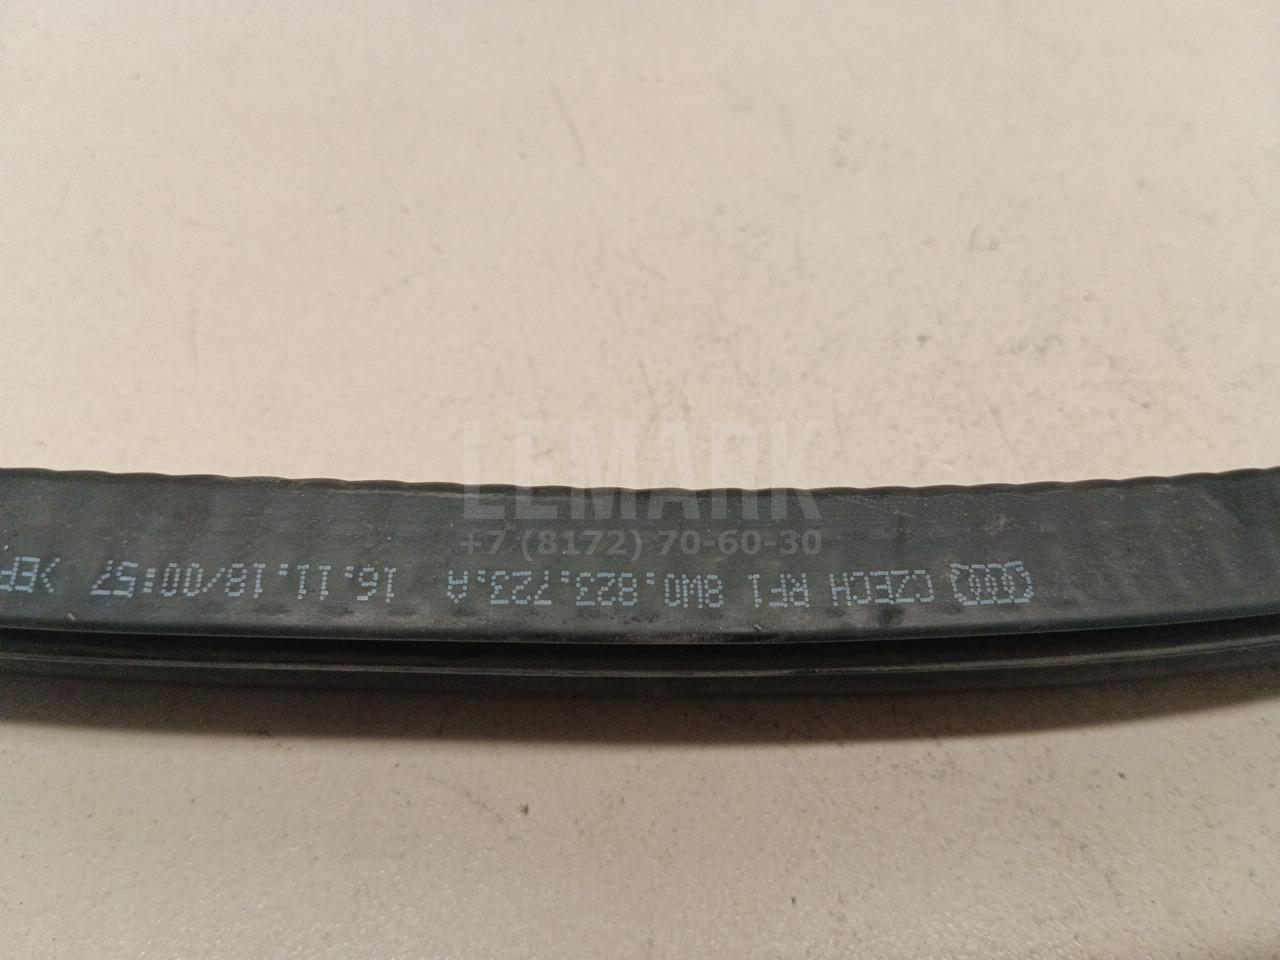 LEMARK
+7 (8172) 70-60-30
CZECH RF1 8W0.823.723.A 16.11.18/00:57